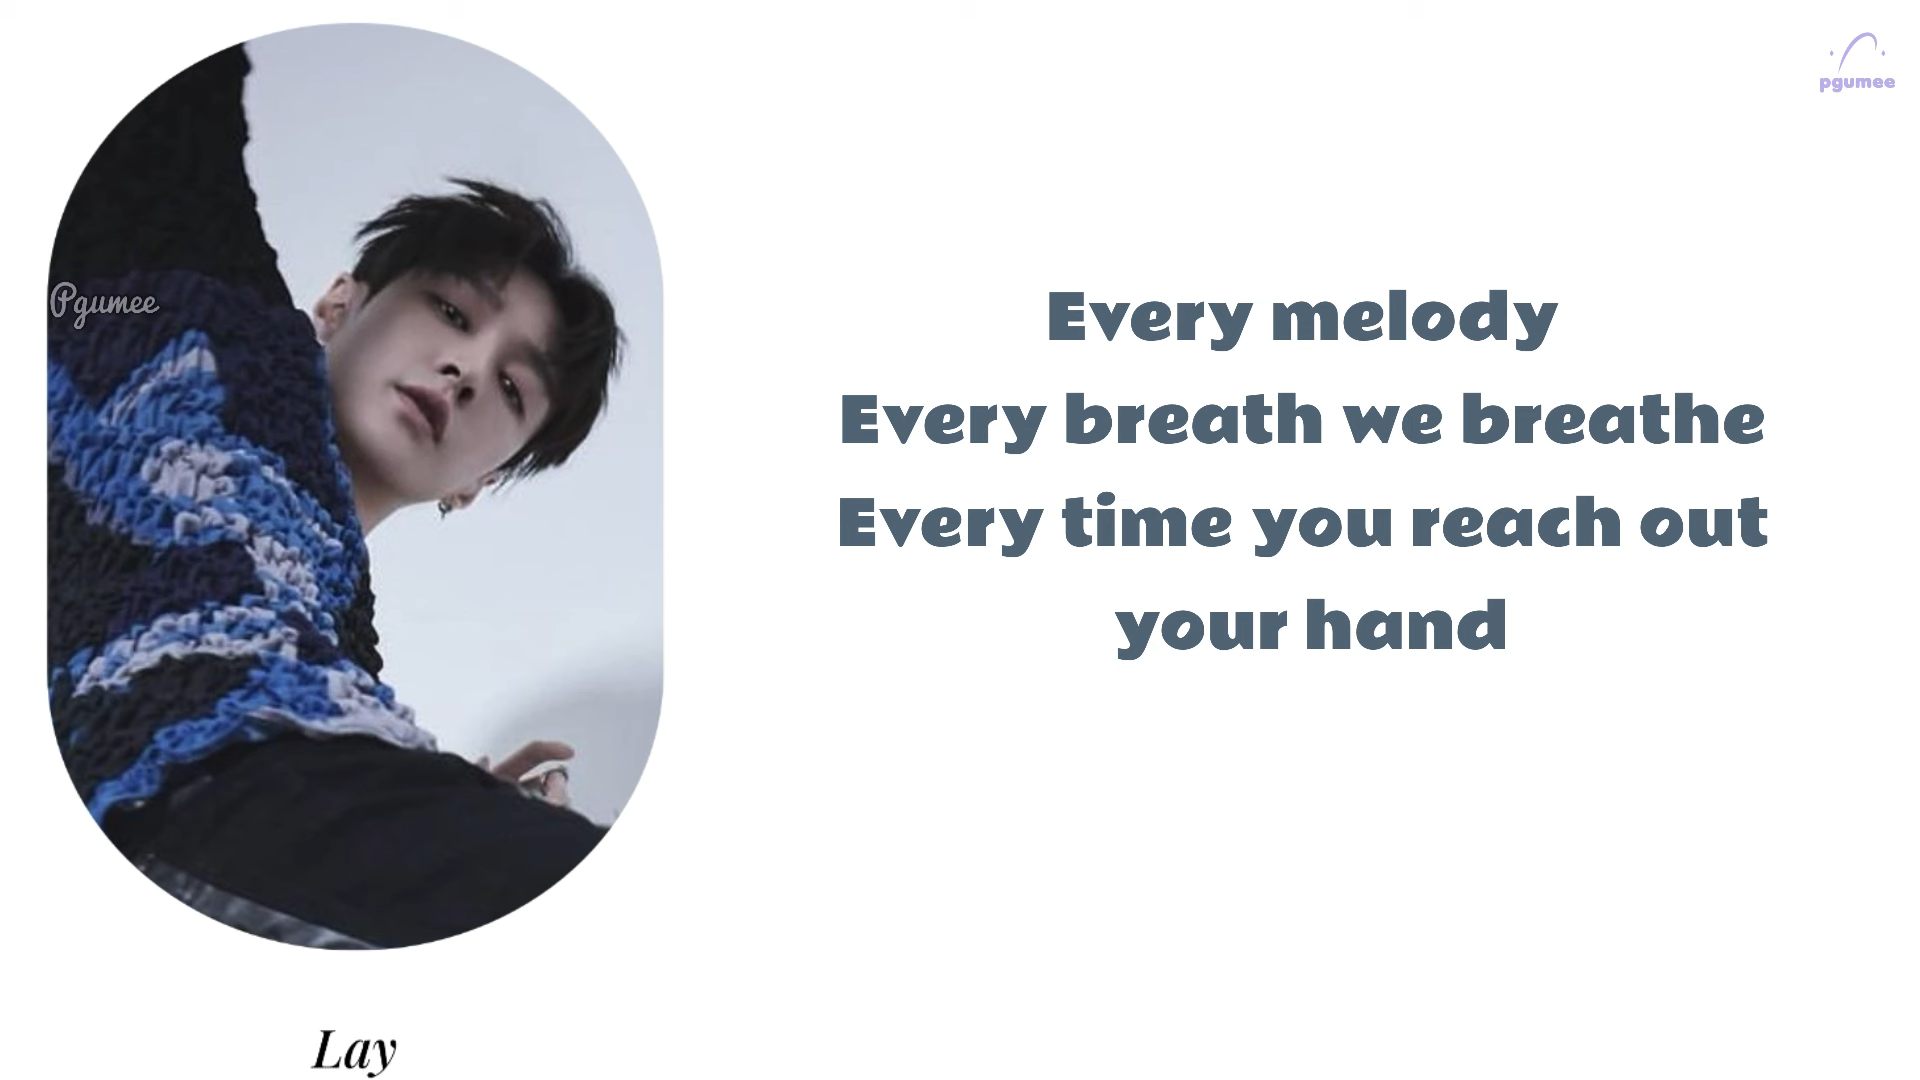 pgumee
Pgumee
Every melody
Every breath we breathe
Every time you reach out
your hand
Lay